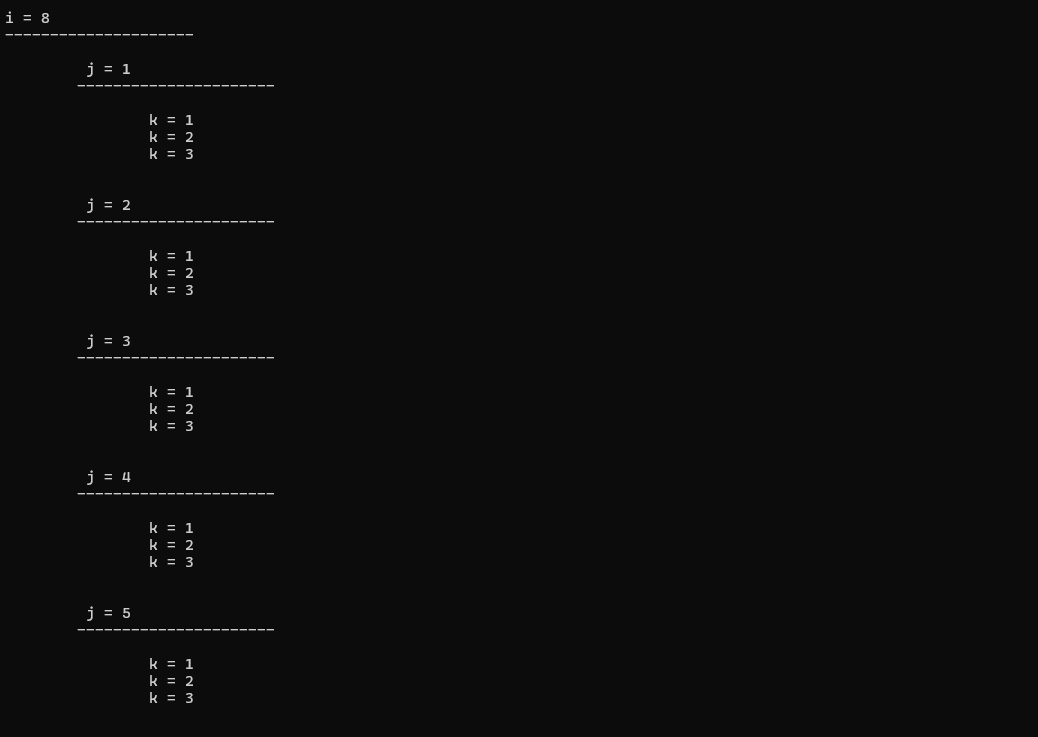 i = 8
---------------------
j = 1
----------------------
k = 1
k = 2
k = 3
j = 2
----------------------
k = 1
k = 2
k = 3
j = 3
----------------------
k = 1
k = 2
k = 3
j = 4
----------------------
k = 1
k = 2
k = 3
j = 5
----------------------
k = 1
k = 2
k = 3